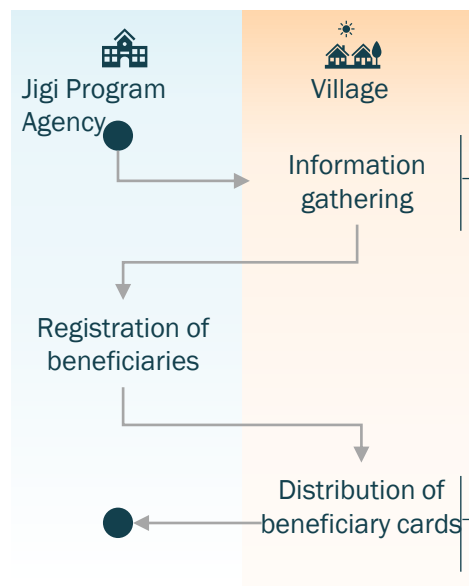 Jigi Program
Agency
Village
Information
gathering
Registration of
beneficiaries
Distribution of
beneficiary cards